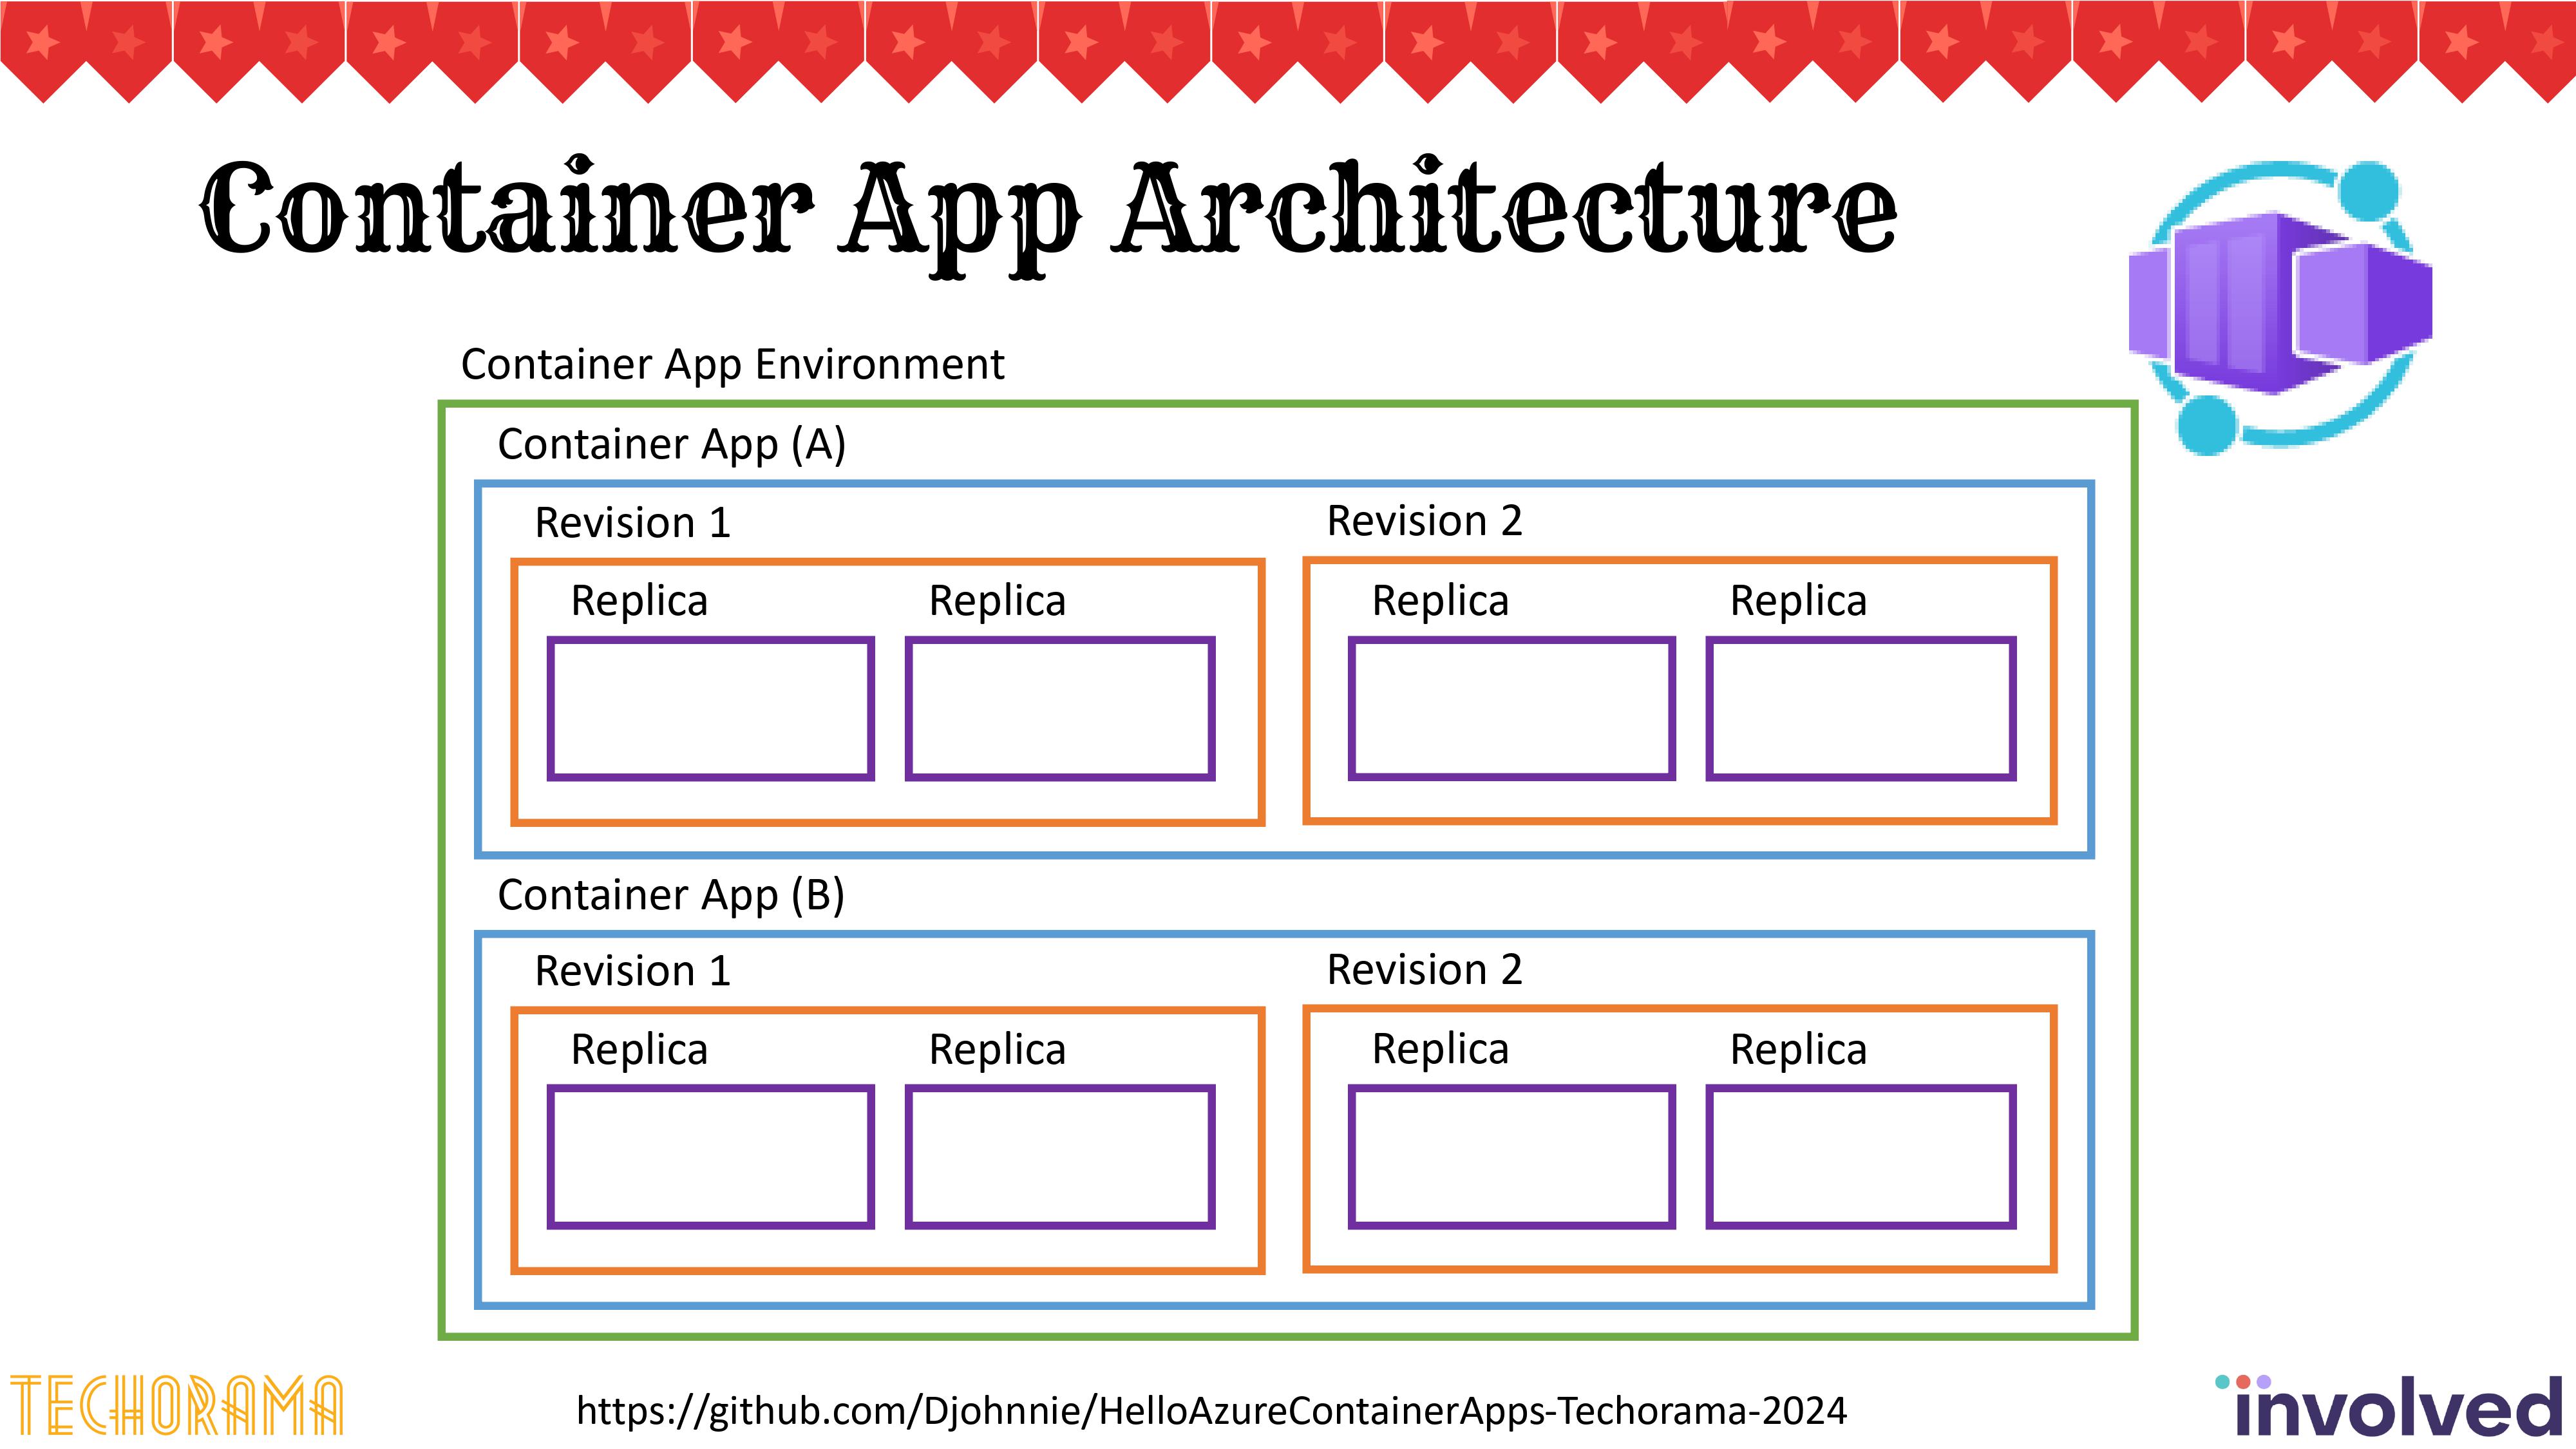 Container App Architecture
Container App Environment
Container App (A)
Revision 1
Revision 2
Replica
Replica
Replica
Replica
Container App (B)
Revision 1
Revision 2
Replica
Replica
Replica
Replica
TECHORAMA
https://github.com/Djohnnie/HelloAzureContainerApps-Techorama-2024
involved